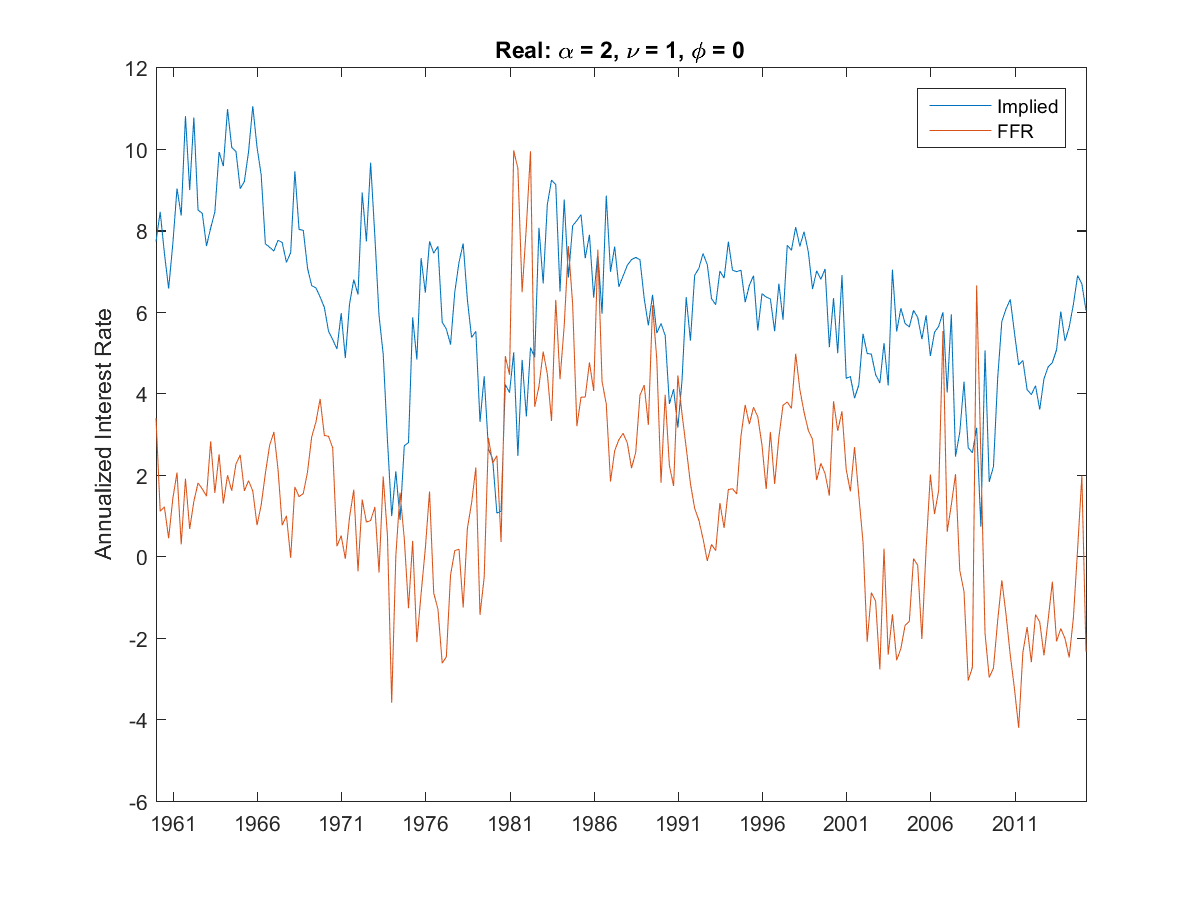 Real: α = 2, ν = 1, ϕ = 0
Implied
FFR
Annualized Interest Rate
12
10
8
6
4
2
0
-2
-4
-6
1961 1966 1971 1976 1981 1986 1991 1996 2001 2006 2011